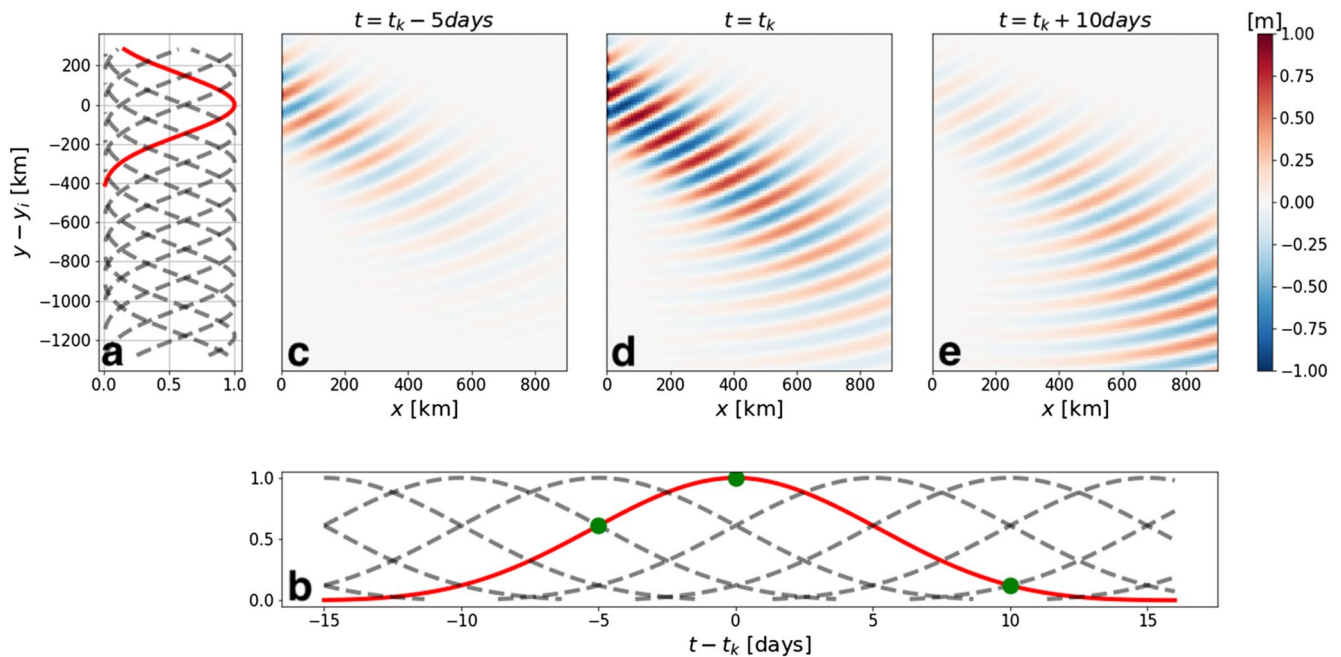 t = t_k − 5days
t = t_k
t = t_k + 10days
[m]
200
0
−200
−400
−600
−800
−1000
−1200
y − y_i [km]
0.0 0.5 1.0
a
c
d
e
0 200 400 600 800
x [km]
0 200 400 600 800
x [km]
0 200 400 600 800
x [km]
1.00
0.75
0.50
0.25
0.00
−0.25
−0.50
−0.75
−1.00
1.0
0.5
0.0
b
−15 −10 −5 0 5 10 15
t − t_k [days]